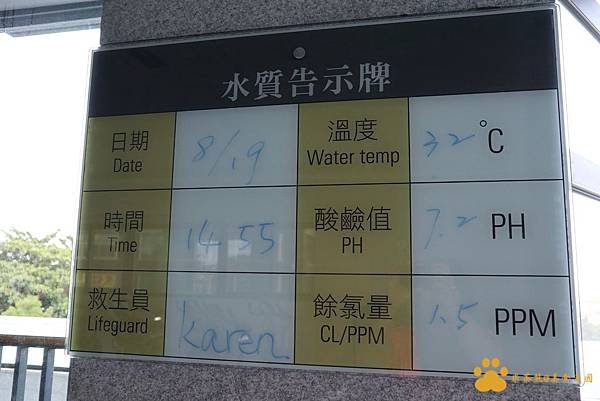 水質告示牌
日期 8/19 溫度 32 °C
Date Water temp
時間 14 55 酸鹼值 7.2 PH
Time PH
救生員 karen 餘氯量 1.5 PPM
Lifeguard CL/PPM